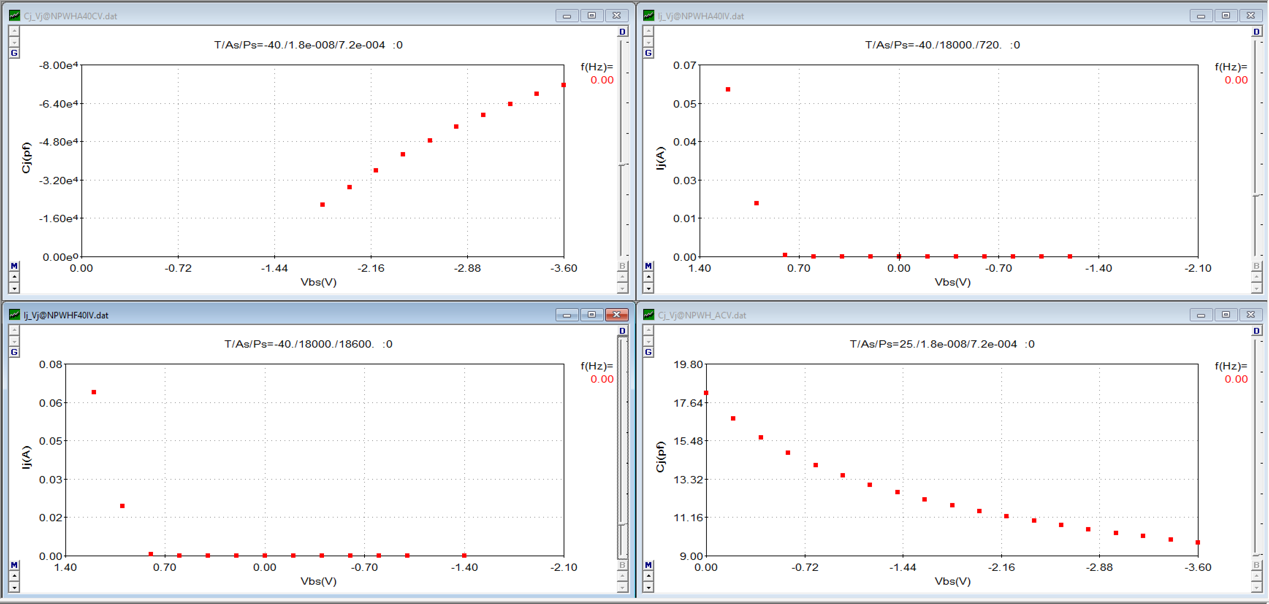 Cj_Vj@NPWHA40CV.dat
D
G
T/As/Ps=-40./1.8e-008/7.2e-004 :0
f(Hz)=
0.00
-8.00e⁴
-6.40e⁴
-4.80e⁴
-3.20e⁴
-1.60e⁴
0.00e⁰
Cj(pf)
0.00 -0.72 -1.44 -2.16 -2.88 -3.60
Vbs(V)
M
B
Ij_Vj@NPWHA40IV.dat
D
G
T/As/Ps=-40./18000./720. :0
f(Hz)=
0.00
0.07
0.05
0.04
0.03
0.01
0.00
Ij(A)
1.40 0.70 0.00 -0.70 -1.40 -2.10
Vbs(V)
M
B
Ij_Vj@NPWHF40IV.dat
D
G
T/As/Ps=-40./18000./18600. :0
f(Hz)=
0.00
0.08
0.06
0.05
0.03
0.02
0.00
Ij(A)
1.40 0.70 0.00 -0.70 -1.40 -2.10
Vbs(V)
M
B
Cj_Vj@NPWH_ACV.dat
D
G
T/As/Ps=25./1.8e-008/7.2e-004 :0
f(Hz)=
0.00
19.80
17.64
15.48
13.32
11.16
9.00
Cj(pf)
0.00 -0.72 -1.44 -2.16 -2.88 -3.60
Vbs(V)
M
B